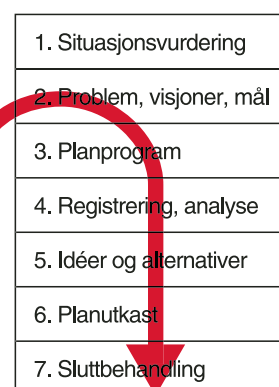 1. Situasjonsvurdering
2. Problem, visjoner, mål
3. Planprogram
4. Registrering, analyse
5. Idéer og alternativer
6. Planutkast
7. Sluttbehandling